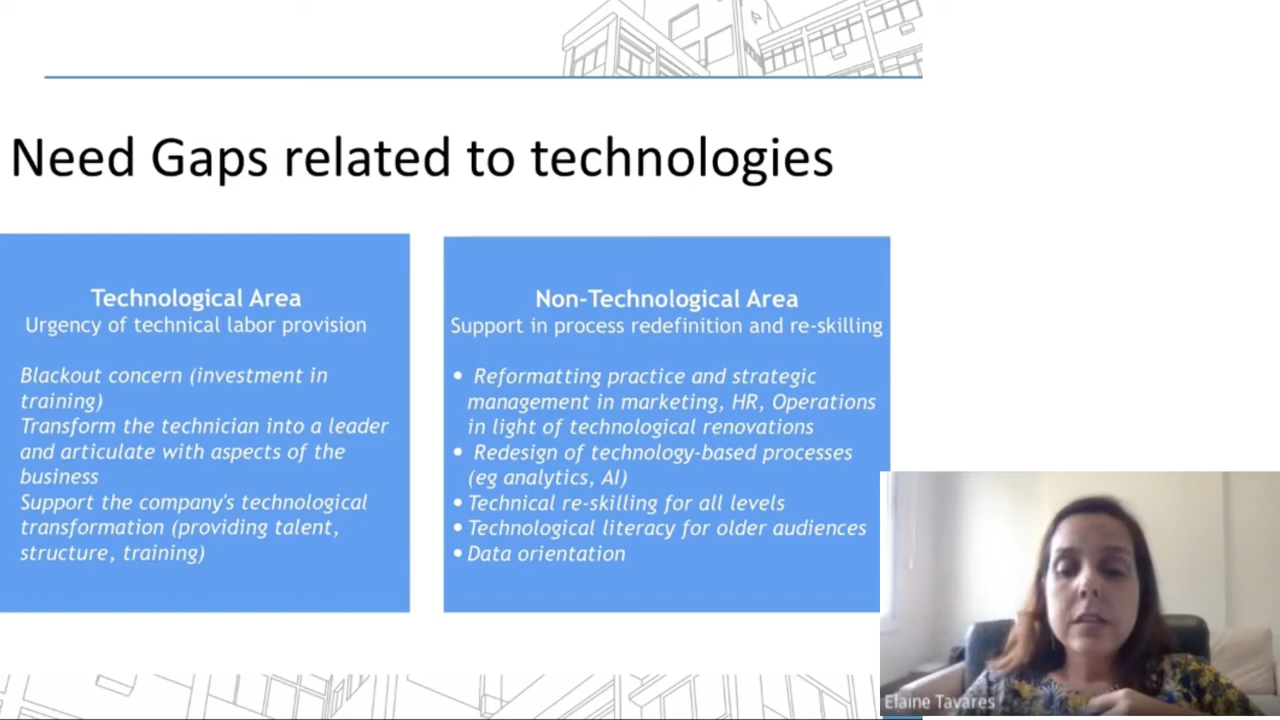 Need Gaps related to technologies
Technological Area
Urgency of technical labor provision
Blackout concern (investment in
training)
Transform the technician into a leader
and articulate with aspects of the
business
Support the company's technological
transformation (providing talent,
structure, training)
Non-Technological Area
Support in process redefinition and re-skilling
• Reformatting practice and strategic
management in marketing, HR, Operations
in light of technological renovations
• Redesign of technology-based processes
(eg analytics, AI)
• Technical re-skilling for all levels
• Technological literacy for older audiences
• Data orientation
Elaine Tavares